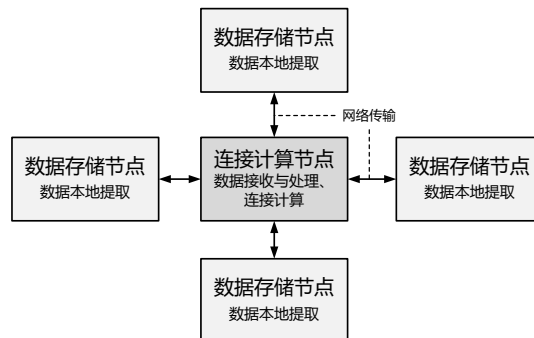 数据存储节点
数据本地提取
网络传输
数据存储节点
数据本地提取
连接计算节点
数据接收与处理、
连接计算
数据存储节点
数据本地提取
数据存储节点
数据本地提取